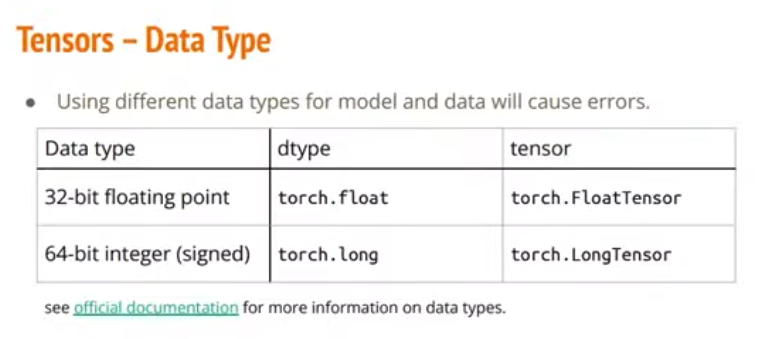 Tensors – Data Type
● Using different data types for model and data will cause errors.
Data type dtype tensor
32-bit floating point torch.float torch.FloatTensor
64-bit integer (signed) torch.long torch.LongTensor
see official documentation for more information on data types.